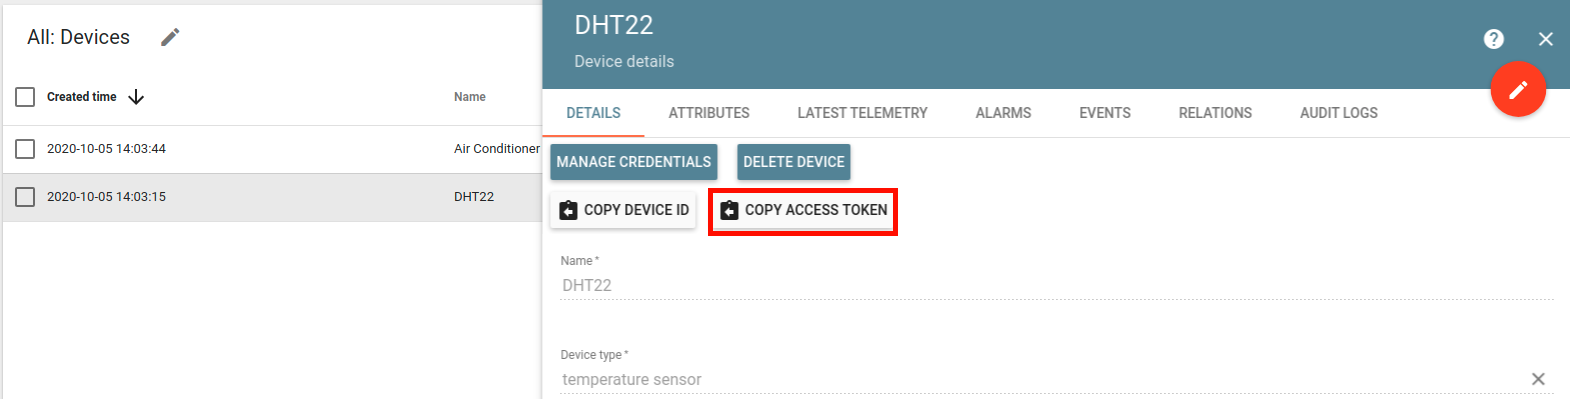 All: Devices
Created time
Name
2020-10-05 14:03:44
Air Conditioner
2020-10-05 14:03:15
DHT22
DHT22
Device details
DETAILS
ATTRIBUTES
LATEST TELEMETRY
ALARMS
EVENTS
RELATIONS
AUDIT LOGS
MANAGE CREDENTIALS
DELETE DEVICE
COPY DEVICE ID
COPY ACCESS TOKEN
Name *
DHT22
Device type *
temperature sensor